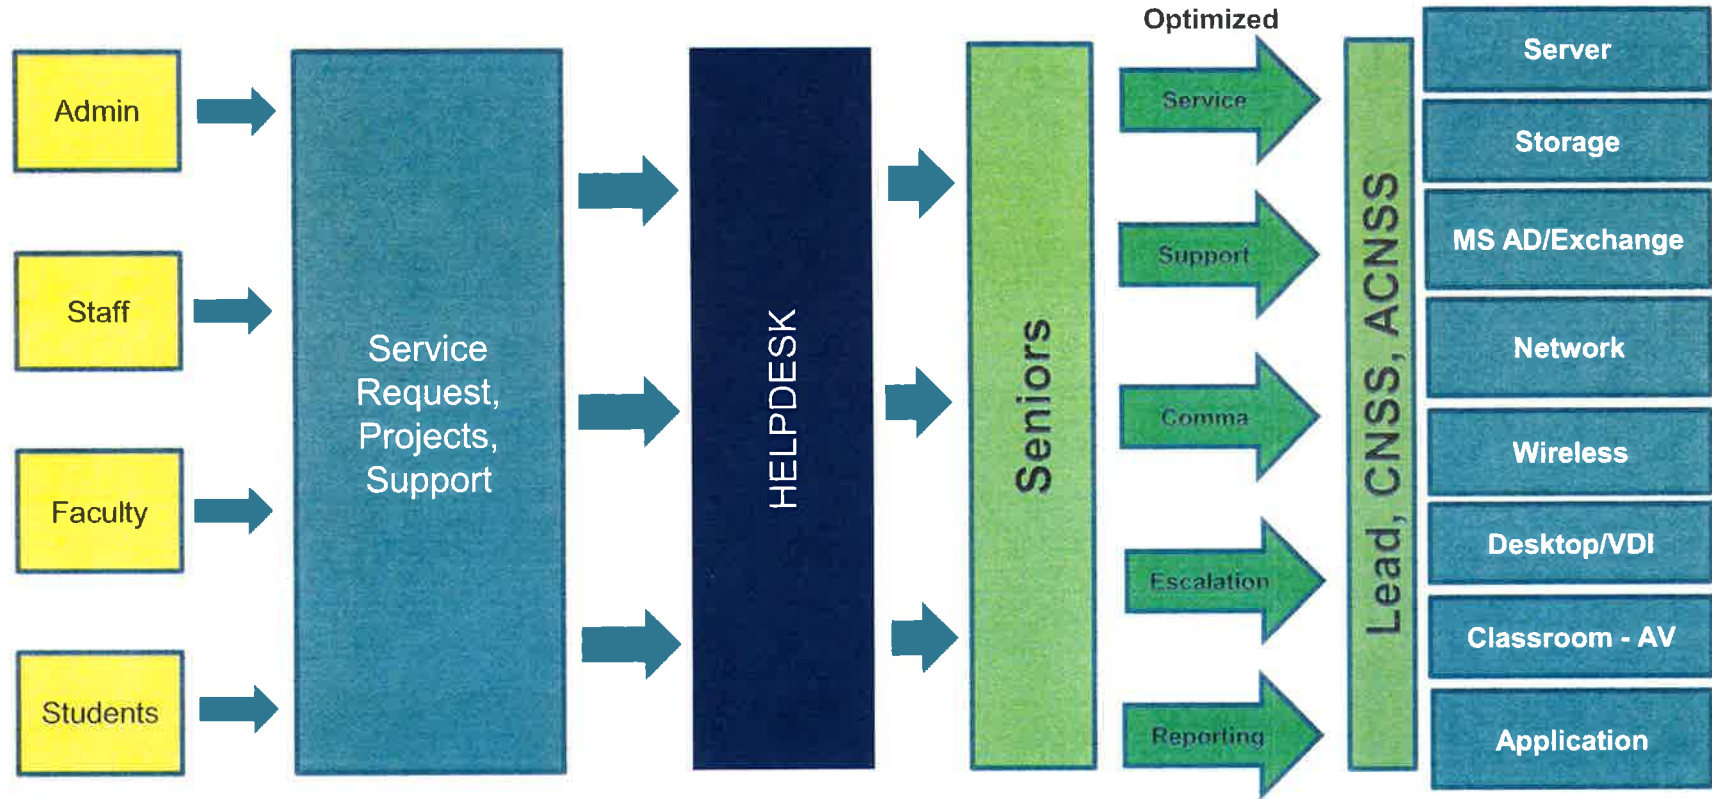 Optimized
Admin
Staff
Faculty
Students
Service
Request,
Projects,
Support
HELPDESK
Seniors
Service
Support
Comma
Escalation
Reporting
Lead, CNSS, ACNSS
Server
Storage
MS AD/Exchange
Network
Wireless
Desktop/VDI
Classroom - AV
Application